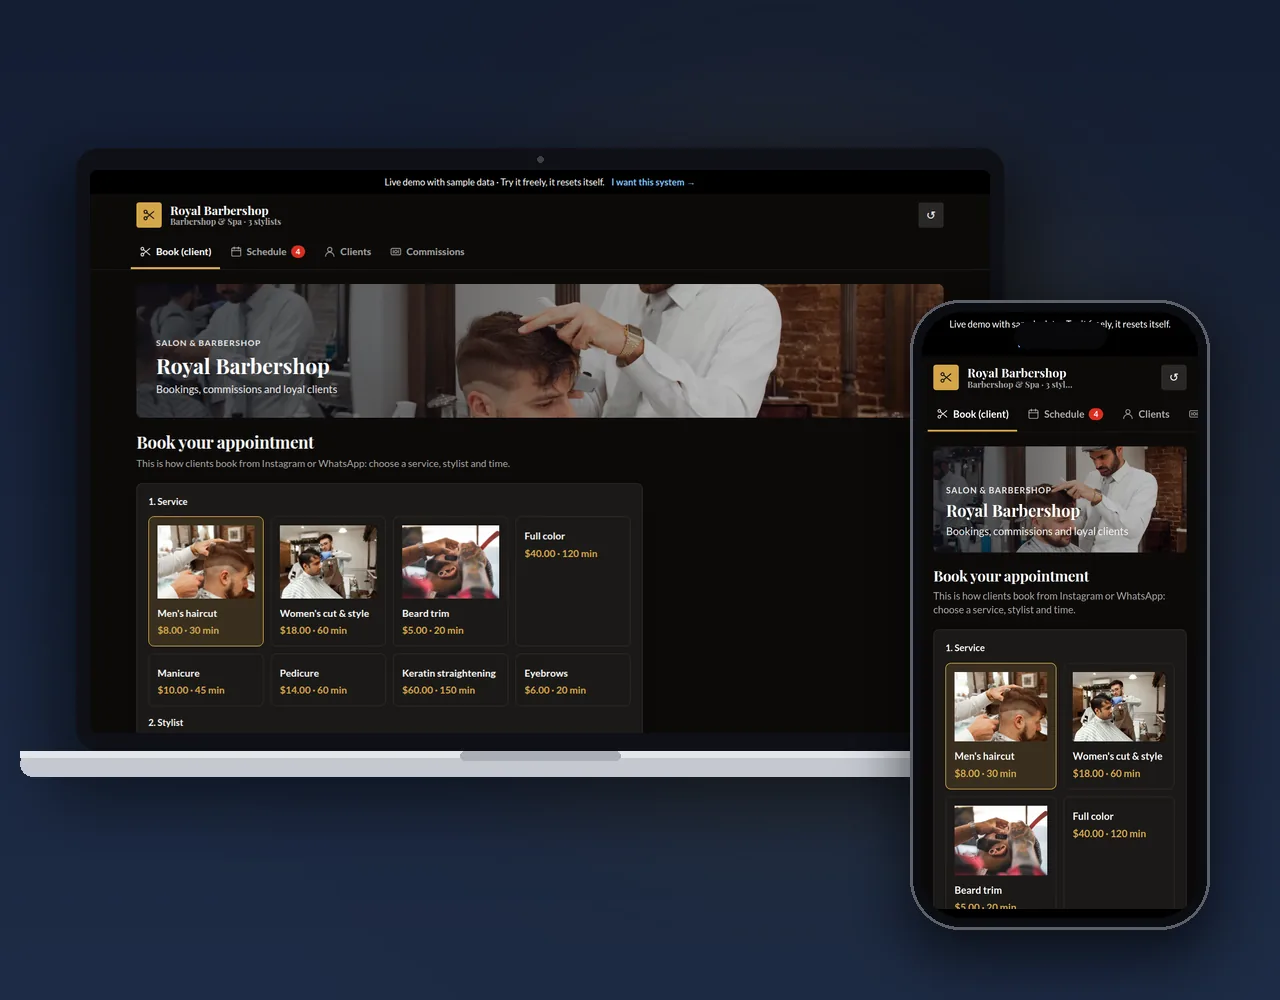 Live demo with sample data · Try it freely, it resets itself. I want this system →
Royal Barbershop
Barbershop & Spa · 3 stylists
Book (client) Schedule 4 Clients Commissions
SALON & BARBERSHOP
Royal Barbershop
Bookings, commissions and loyal clients
Book your appointment
This is how clients book from Instagram or WhatsApp: choose a service, stylist and time.
1. Service
Men's haircut
$8.00 · 30 min
Women's cut & style
$18.00 · 60 min
Beard trim
$5.00 · 20 min
Full color
$40.00 · 120 min
Manicure
$10.00 · 45 min
Pedicure
$14.00 · 60 min
Keratin straightening
$60.00 · 150 min
Eyebrows
$6.00 · 20 min
2. Stylist
Live demo with it resets itself.
Royal Barbershop
Barbershop & Spa · 3 styl...
Book (client) Schedule 4 Clients
SALON & BARBERSHOP
Royal Barbershop
Bookings, commissions and loyal clients
Book your appointment
This is how clients book from Instagram or WhatsApp:
choose a service, stylist and time.
1. Service
Men's haircut
$8.00 · 30 min
Women's cut & style
$18.00 · 60 min
Beard trim
$5.00 · 20 min
Full color
$40.00 · 120 min